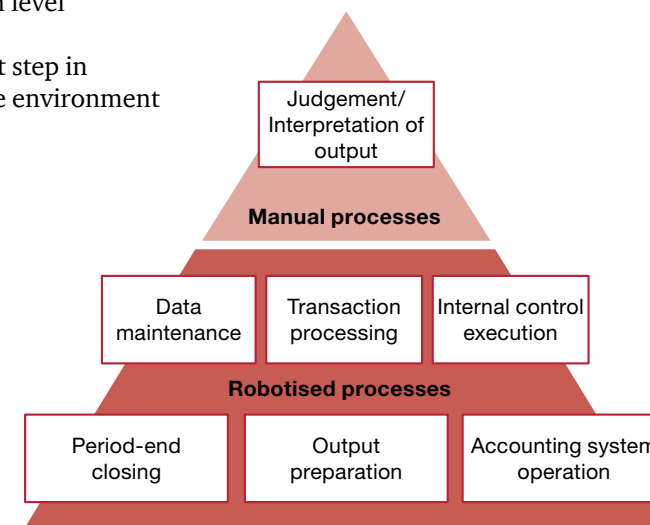 level
t step in
environment
Judgement/
Interpretation of
output
Manual processes
Data
maintenance
Transaction
processing
Internal control
execution
Robotised processes
Period-end
closing
Output
preparation
Accounting system
operation